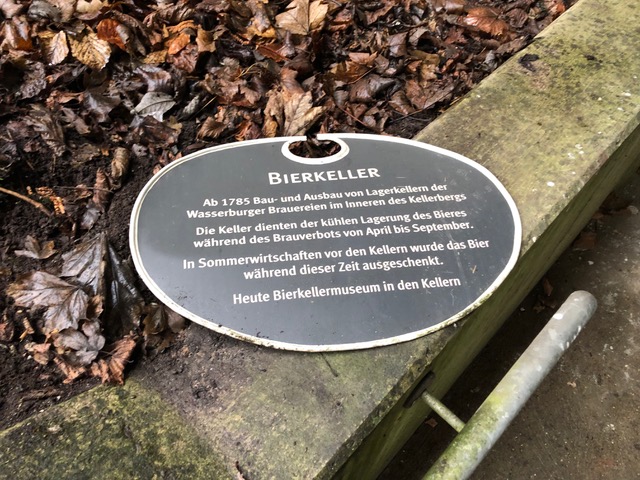 BIERKELLER
Ab 1785 Bau- und Ausbau von Lagerkellern der
Wasserburger Brauereien im Inneren des Kellerbergs
Die Keller dienten der kühlen Lagerung des Bieres
während des Brauverbots von April bis September.
In Sommerwirtschaften vor den Kellern wurde das Bier
während dieser Zeit ausgeschenkt.
Heute Bierkellermuseum in den Kellern